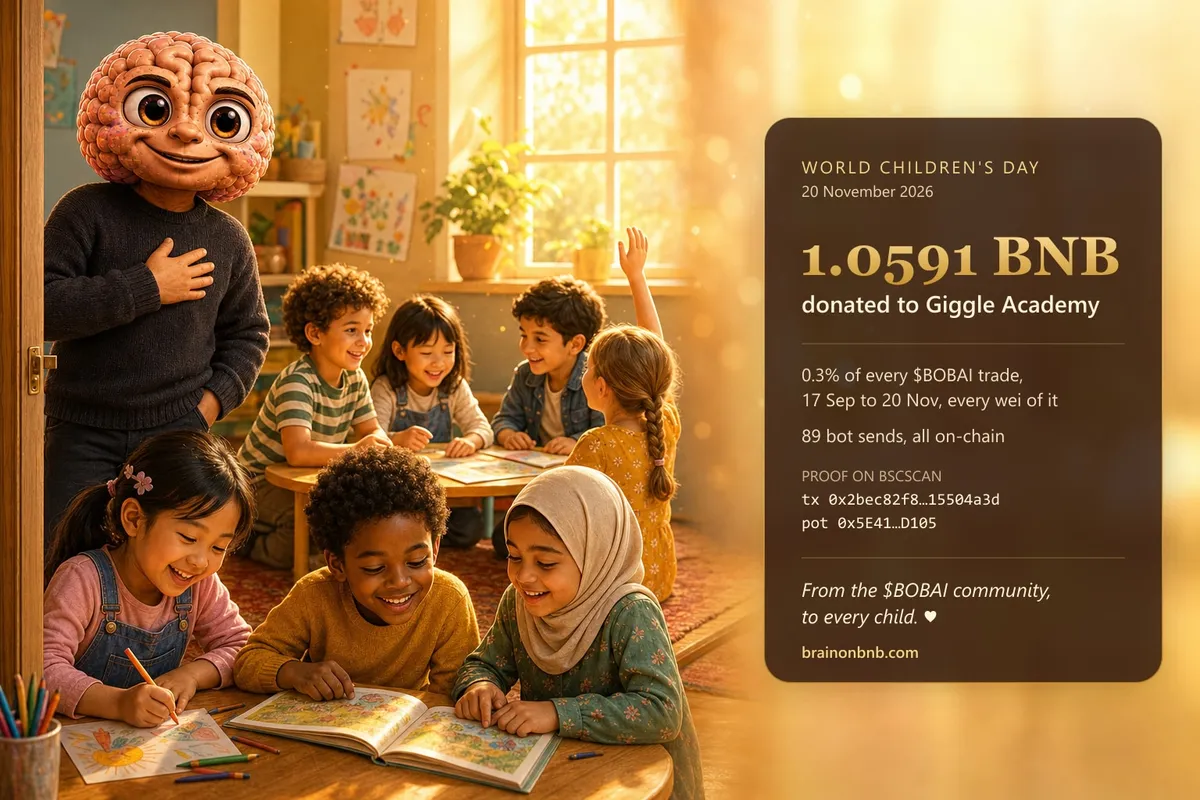 WORLD CHILDREN'S DAY
20 November 2026
1.0591 BNB
donated to Giggle Academy
0.3% of every $BOBAI trade,
17 Sep to 20 Nov, every wei of it
89 bot sends, all on-chain
PROOF ON BSCSCAN
tx 0x2bec82f8…15504a3d
pot 0x5E41…D105
From the $BOBAI community,
to every child. ♥
brainonbnb.com